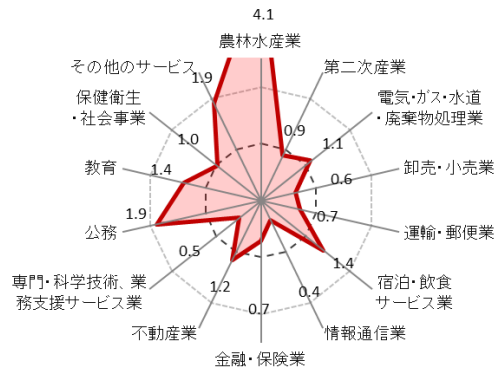 4.1
農林水産業
その他のサービス
1.9
第二次産業
0.9
保健衛生
・社会事業
1.0
電気・ガス・水道
・廃棄物処理業
1.1
教育
1.4
卸売・小売業
0.6
公務
1.9
運輸・郵便業
0.7
専門・科学技術、業
務支援サービス業
0.5
宿泊・飲食
サービス業
1.4
不動産業
1.2
情報通信業
0.4
金融・保険業
0.7